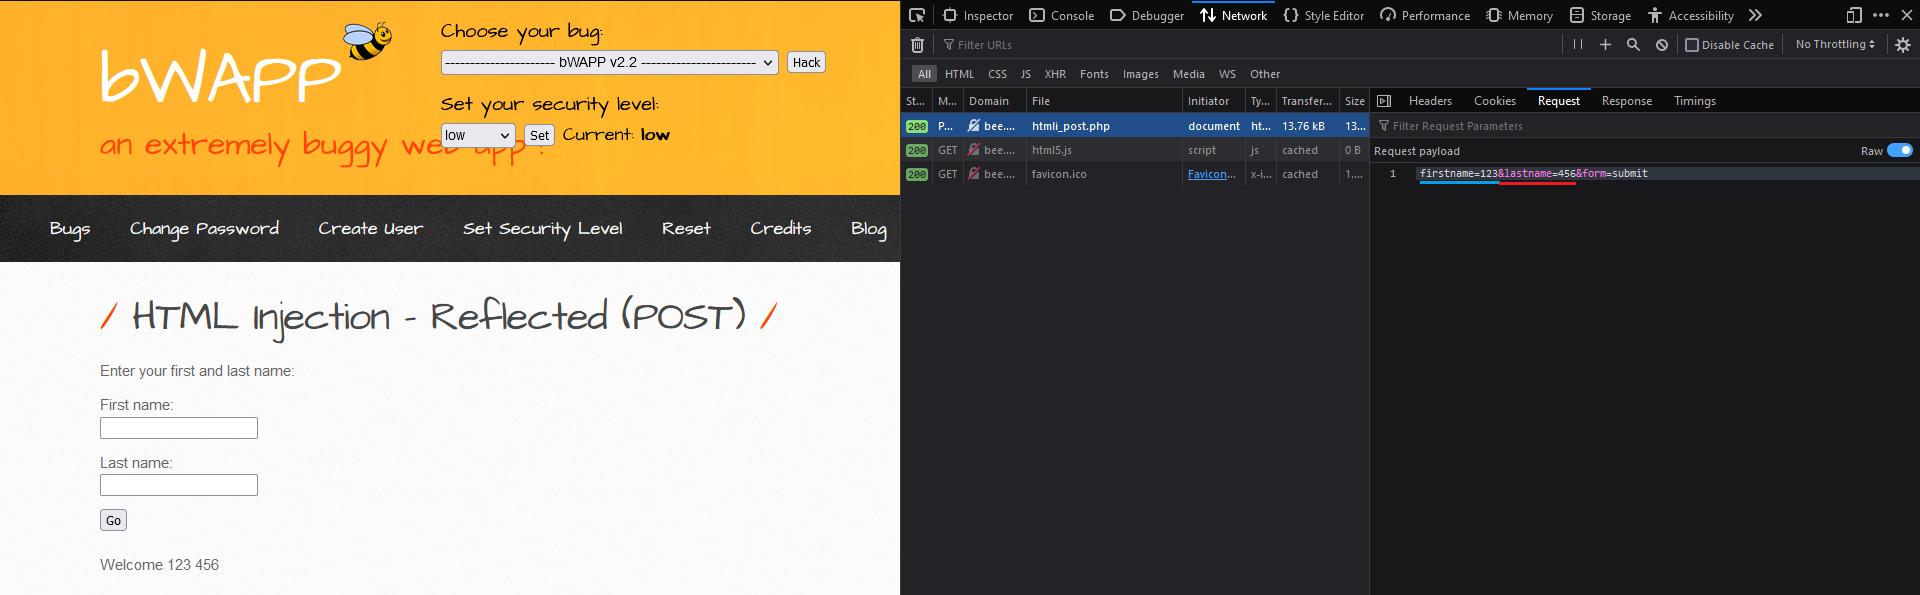 bWAPP
an extremely buggy web app !
Choose your bug:
---------------------- bWAPP v2.2 ----------------------- Hack
Set your security level:
low Set Current: low
Bugs Change Password Create User Set Security Level Reset Credits Blog
/ HTML Injection - Reflected (POST) /
Enter your first and last name:
First name:
Last name:
Go
Welcome 123 456
Inspector Console Debugger Network Style Editor Performance Memory Storage Accessibility
Filter URLs Disable Cache No Throttling
All HTML CSS JS XHR Fonts Images Media WS Other
St... M... Domain File Initiator Ty... Transfer... Size
200 P... bee.... htmli_post.php document ht... 13.76 kB 13...
200 GET bee.... html5.js script js cached 0 B
200 GET bee.... favicon.ico Favicon... x-i... cached 1....
Headers Cookies Request Response Timings
Filter Request Parameters
Request payload Raw
1 firstname=123&lastname=456&form=submit